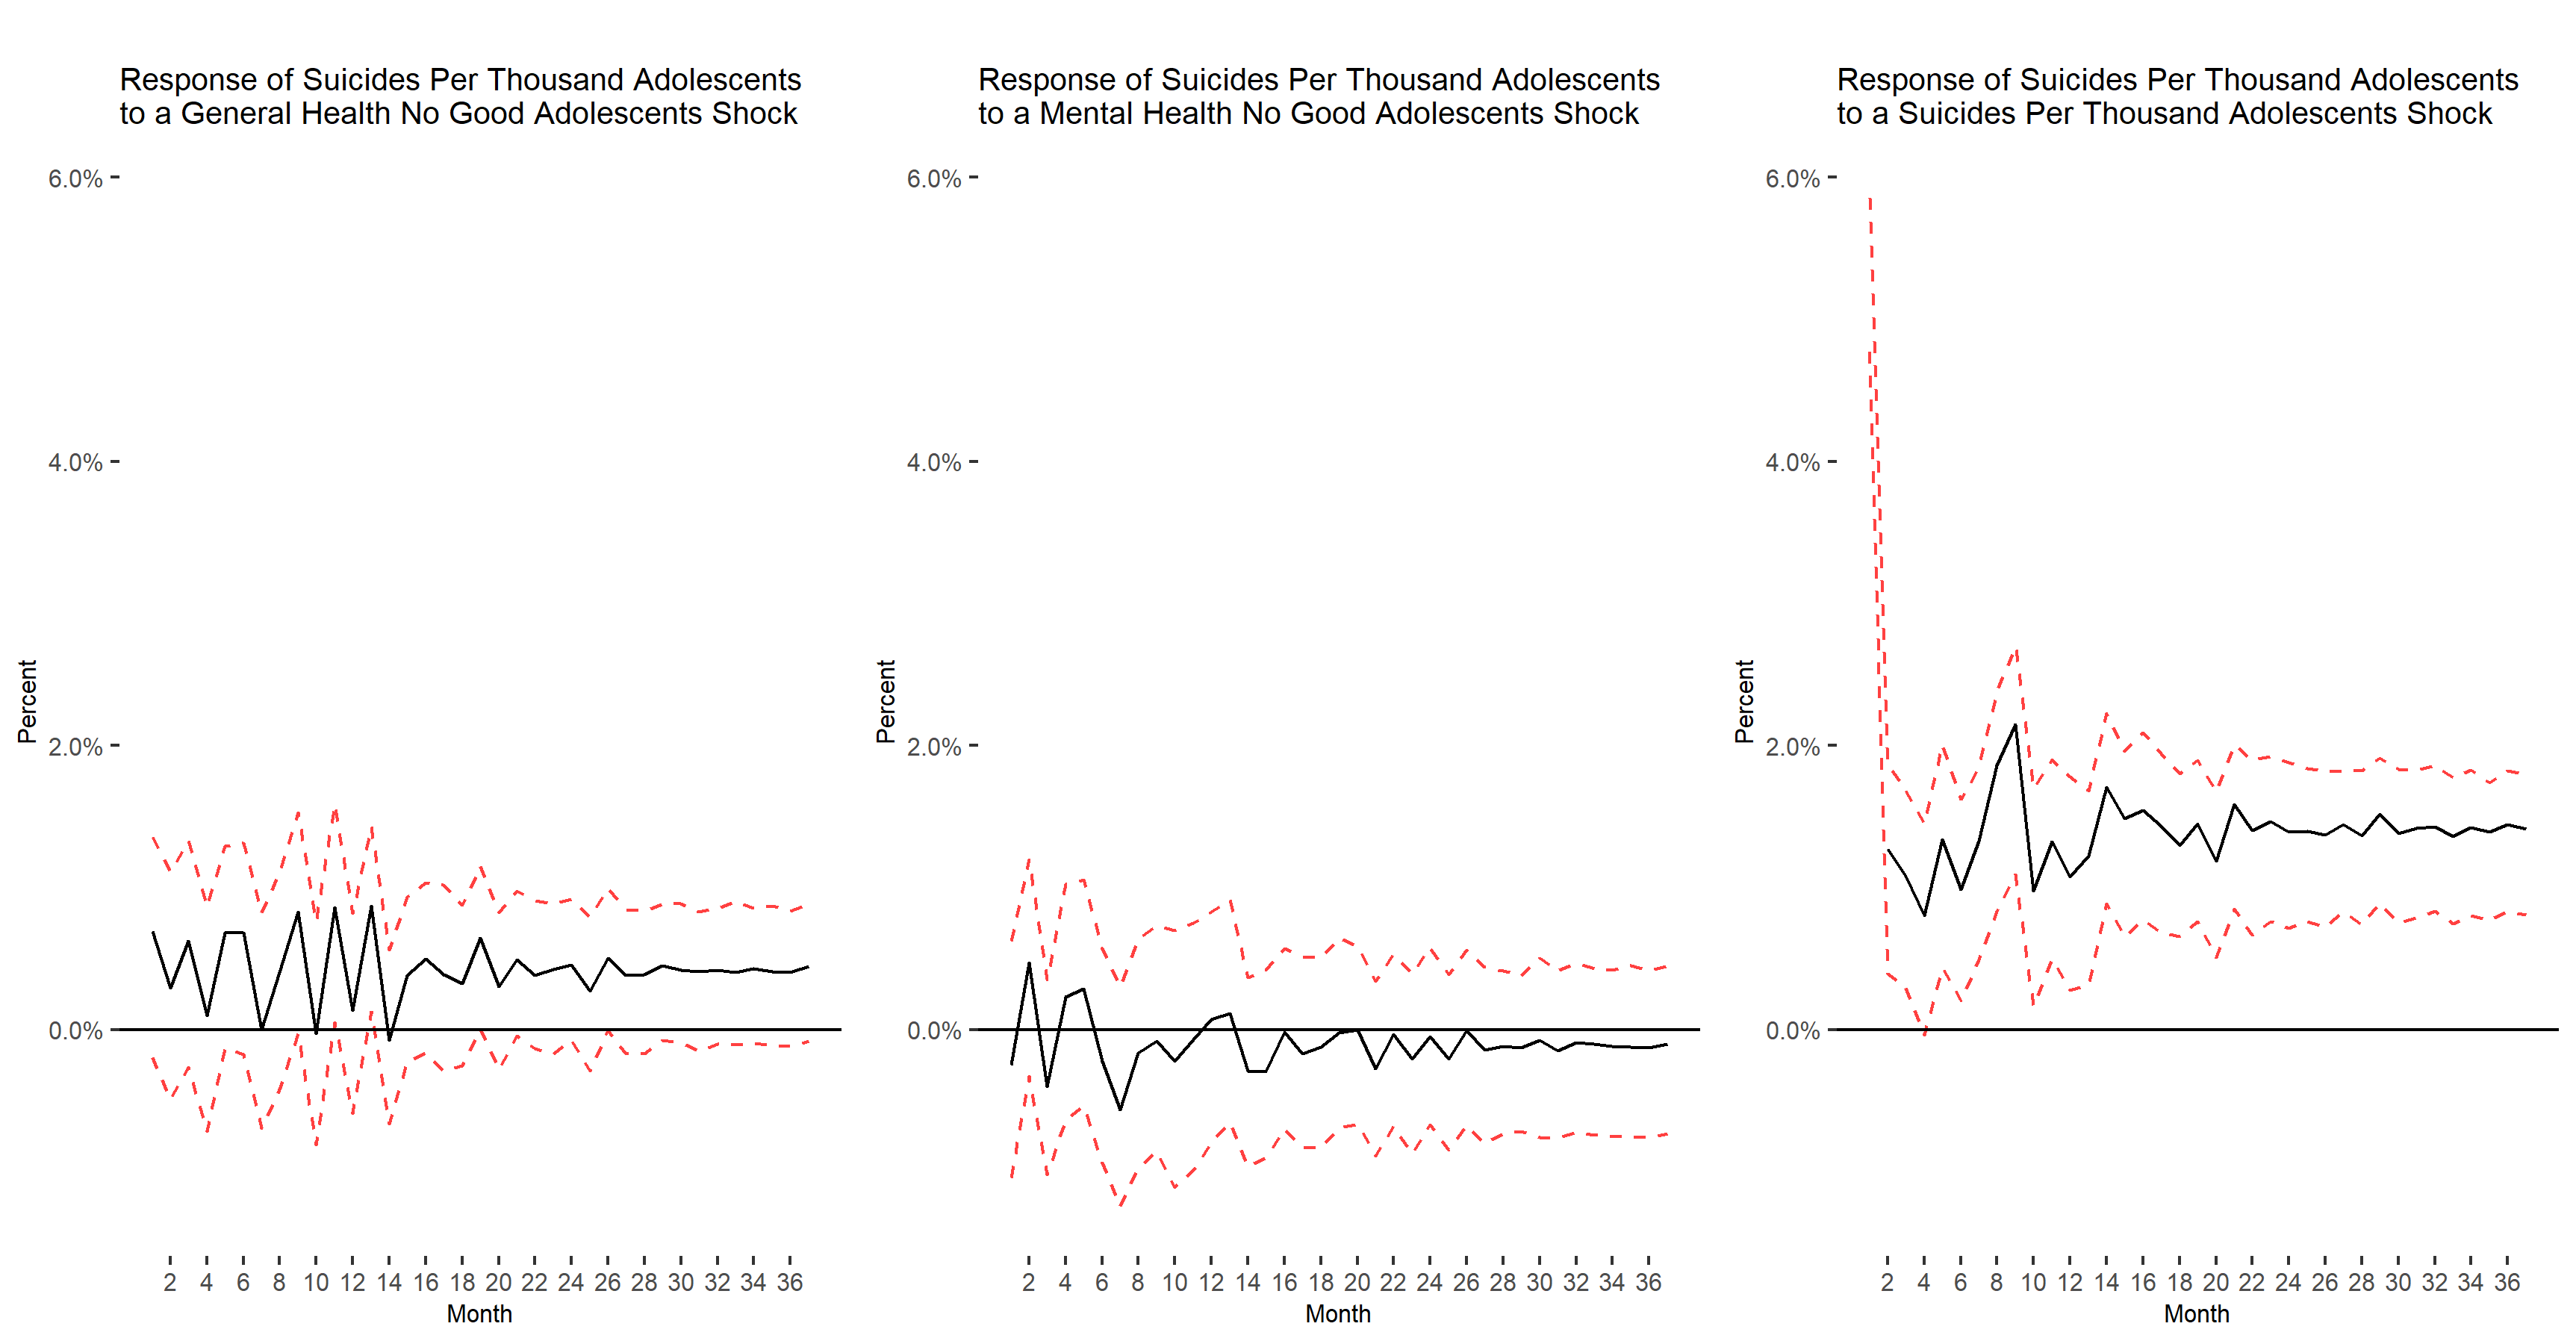 Response of Suicides Per Thousand Adolescents
to a General Health No Good Adolescents Shock
6.0%
4.0%
2.0%
0.0%
Percent
2 4 6 8 10 12 14 16 18 20 22 24 26 28 30 32 34 36
Month
Response of Suicides Per Thousand Adolescents
to a Mental Health No Good Adolescents Shock
6.0%
4.0%
2.0%
0.0%
Percent
2 4 6 8 10 12 14 16 18 20 22 24 26 28 30 32 34 36
Month
Response of Suicides Per Thousand Adolescents
to a Suicides Per Thousand Adolescents Shock
6.0%
4.0%
2.0%
0.0%
Percent
2 4 6 8 10 12 14 16 18 20 22 24 26 28 30 32 34 36
Month